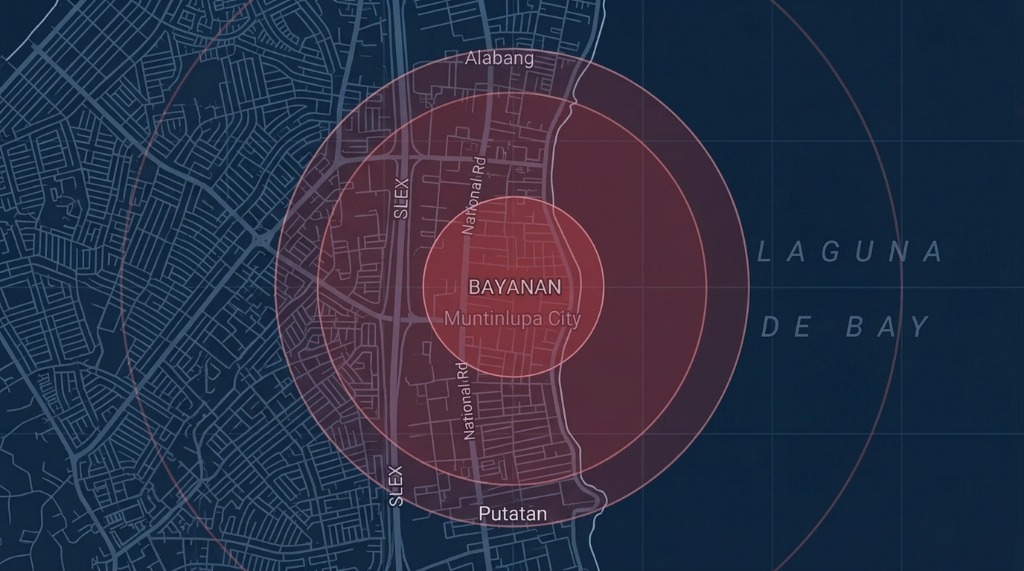 Alabang
SLEX
National Rd
LAGUNA
BAYANAN
Muntinlupa City
DE BAY
National Rd
SLEX
Putatan